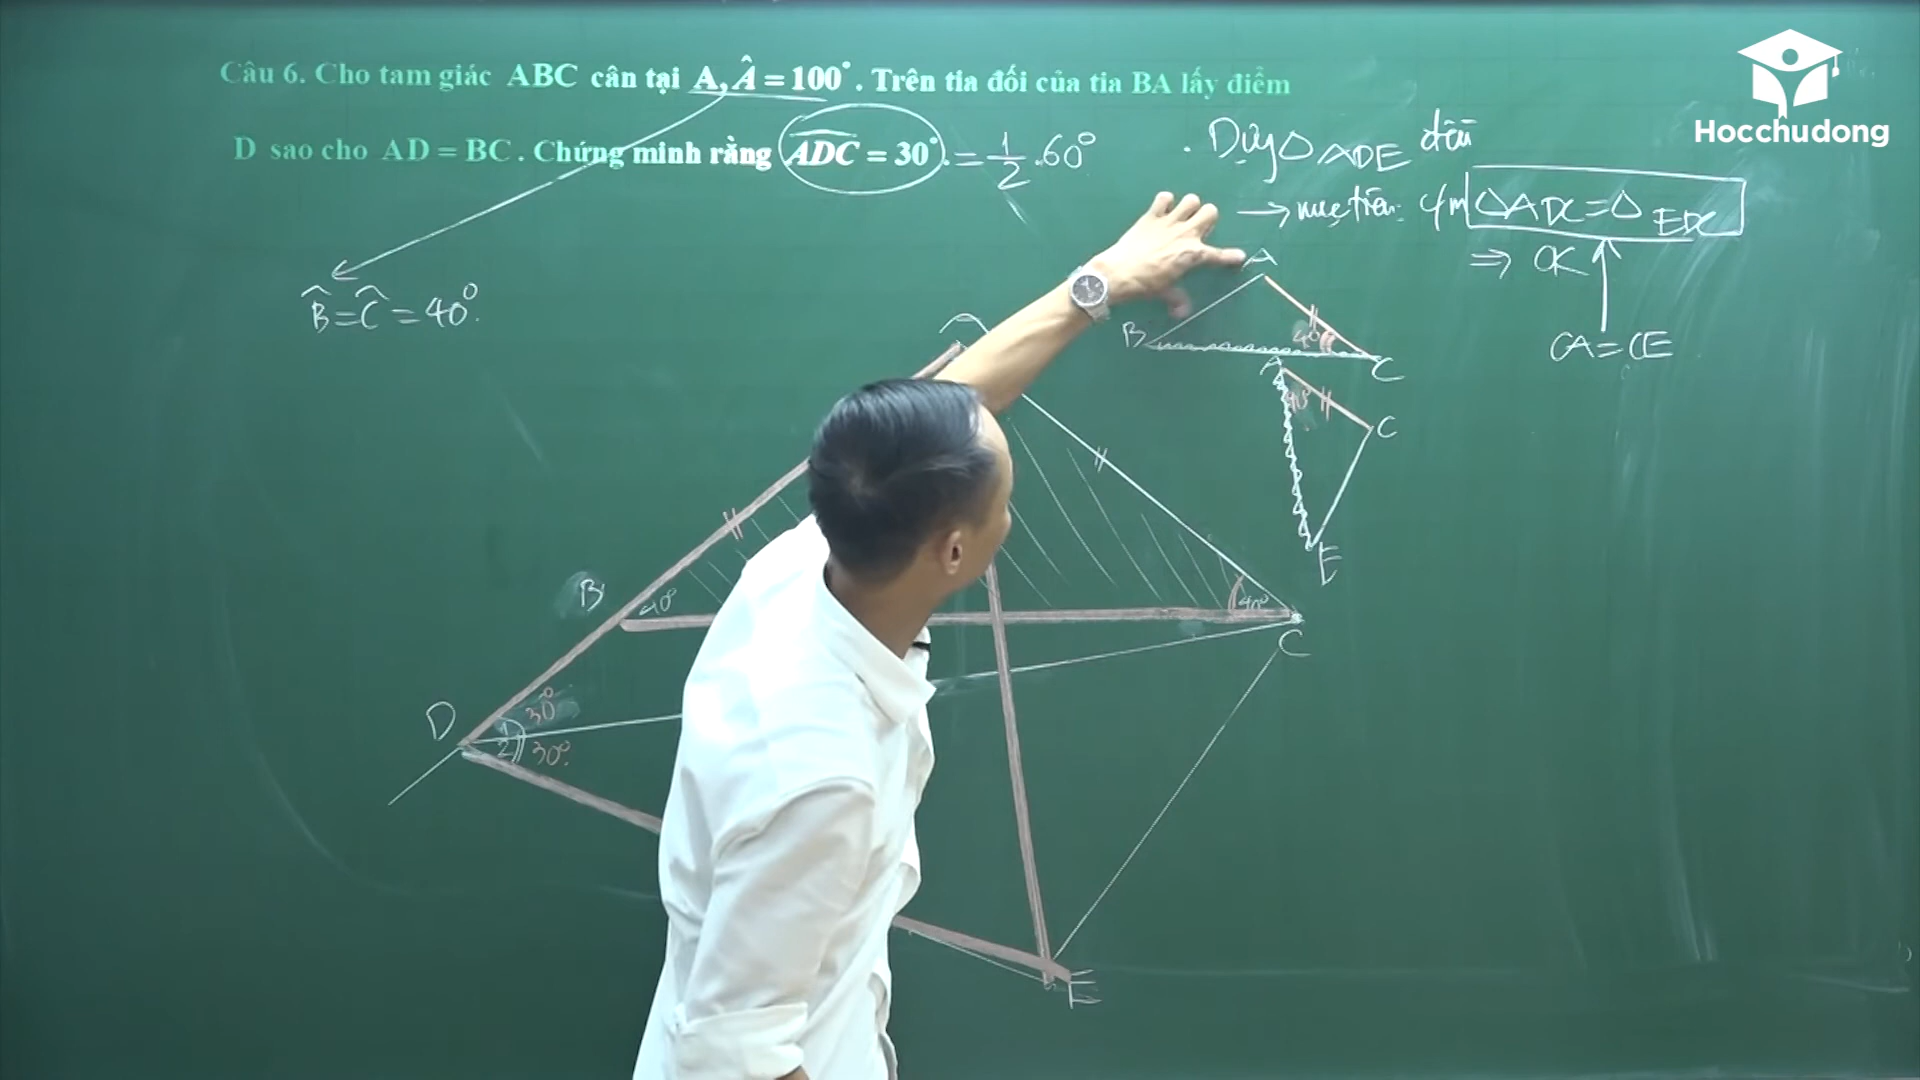 Câu 6. Cho tam giác ABC cân tại A, Â = 100°. Trên tia đối của tia BA lấy điểm
D sao cho AD = BC. Chứng minh rằng ADC = 30°. = 1/2 .60°
Hocchudong
. Dựng △ADE đều
→ mục tiêu: c/m △ADC = △EDC
⇒ OK
CA = CE
B̂ = Ĉ = 40°.
A
B
40°
C
A
40°
C
E
A
B
40°
40°
C
D
1
30°
2
30°.
E